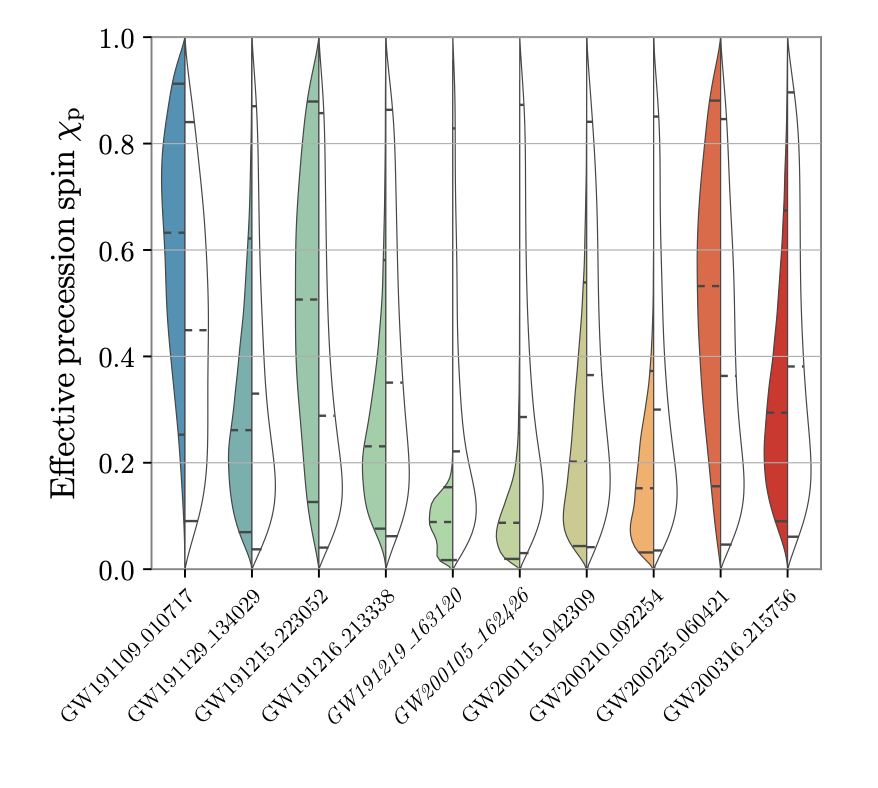 Effective precession spin χp
1.0
0.8
0.6
0.4
0.2
0.0
GW191109_010717
GW191129_134029
GW191215_223052
GW191216_213338
GW191219_163120
GW200105_162426
GW200115_042309
GW200210_092254
GW200225_060421
GW200316_215756